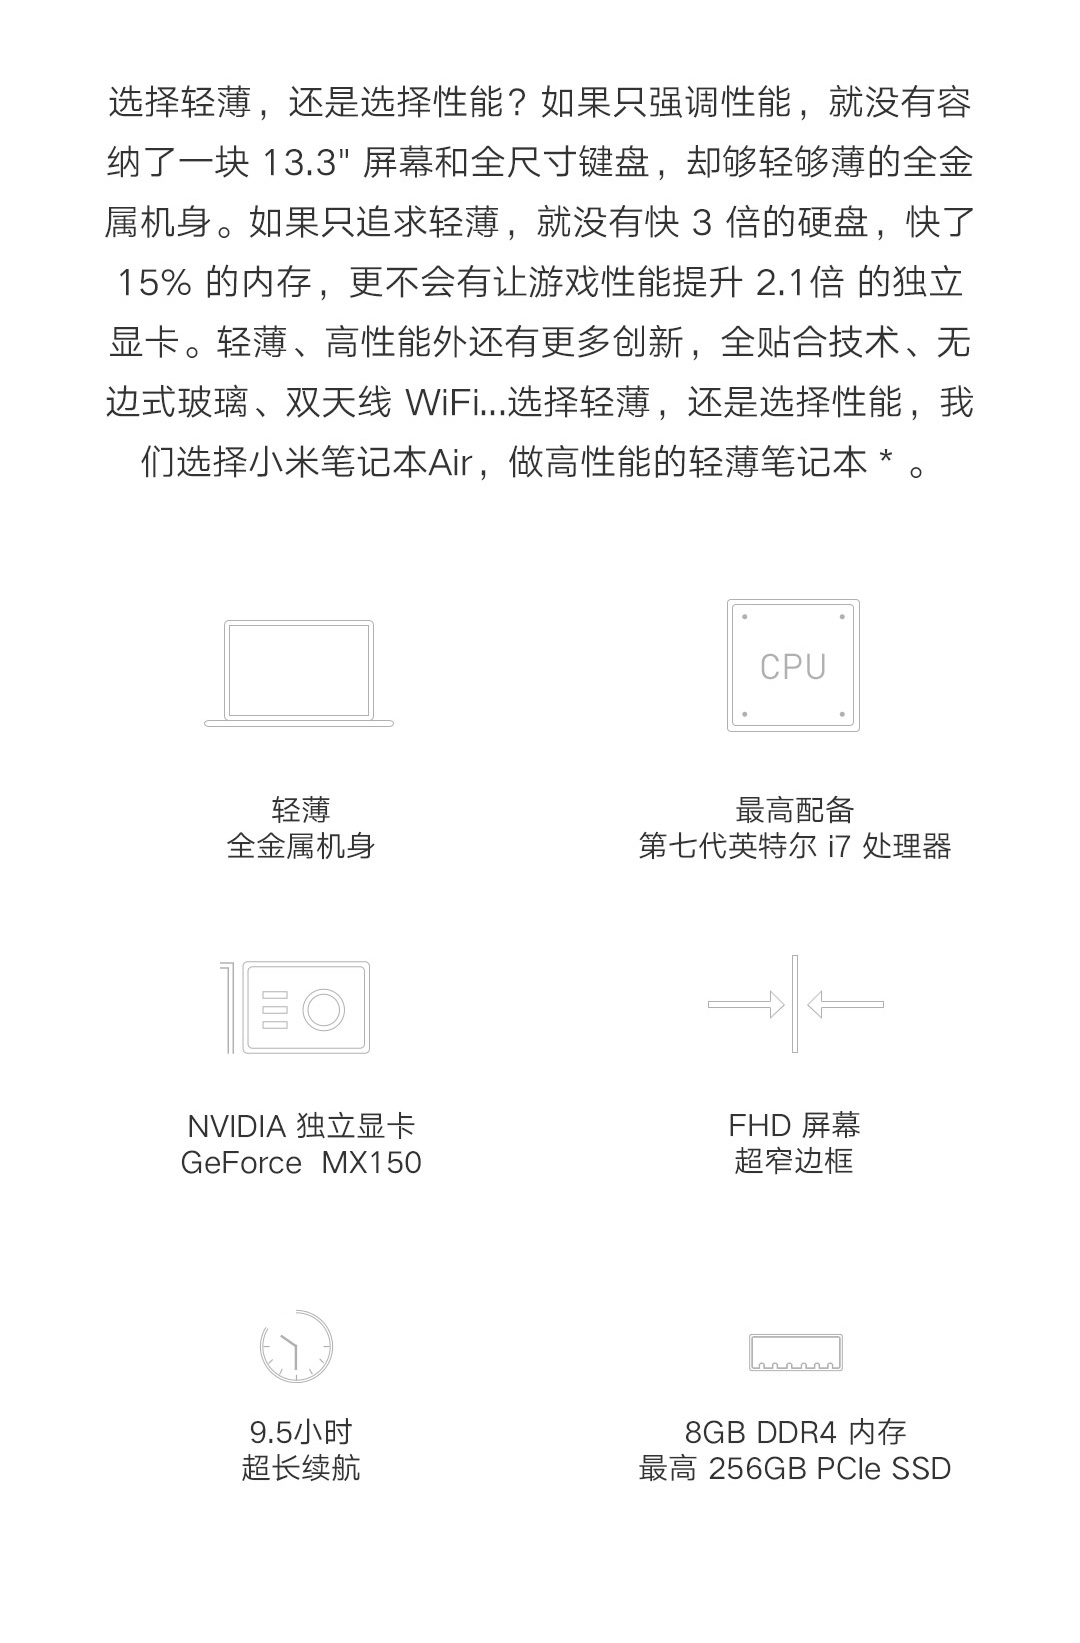 选择轻薄，还是选择性能？如果只强调性能，就没有容
纳了一块 13.3" 屏幕和全尺寸键盘，却够轻够薄的全金
属机身。如果只追求轻薄，就没有快 3 倍的硬盘，快了
15% 的内存，更不会有让游戏性能提升 2.1倍 的独立
显卡。轻薄、高性能外还有更多创新，全贴合技术、无
边式玻璃、双天线 WiFi...选择轻薄，还是选择性能，我
们选择小米笔记本Air，做高性能的轻薄笔记本 * 。
CPU
轻薄
全金属机身
最高配备
第七代英特尔 i7 处理器
NVIDIA 独立显卡
GeForce MX150
FHD 屏幕
超窄边框
9.5小时
超长续航
8GB DDR4 内存
最高 256GB PCIe SSD